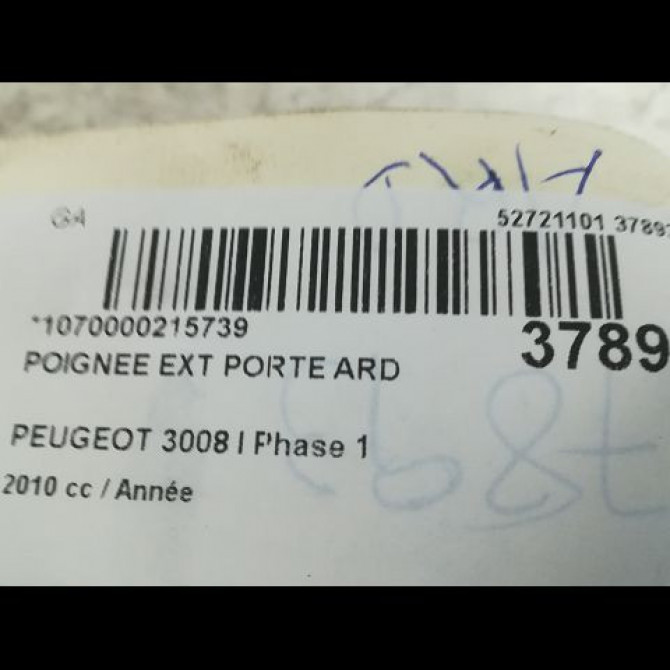 G4
52721101 3789
*1070000215739
3789
POIGNEE EXT PORTE ARD
PEUGEOT 3008 I Phase 1
2010 cc / Année